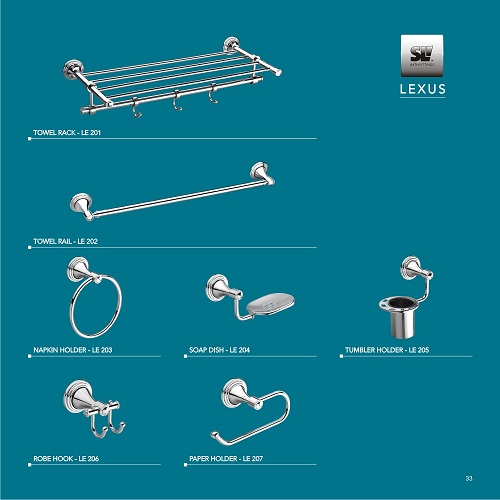 SLI
LEXUS
TOWEL RACK - LE 201
TOWEL RAIL - LE 202
NAPKIN HOLDER - LE 203
SOAP DISH - LE 204
TUMBLER HOLDER - LE 205
ROBE HOOK - LE 206
PAPER HOLDER - LE 207
33